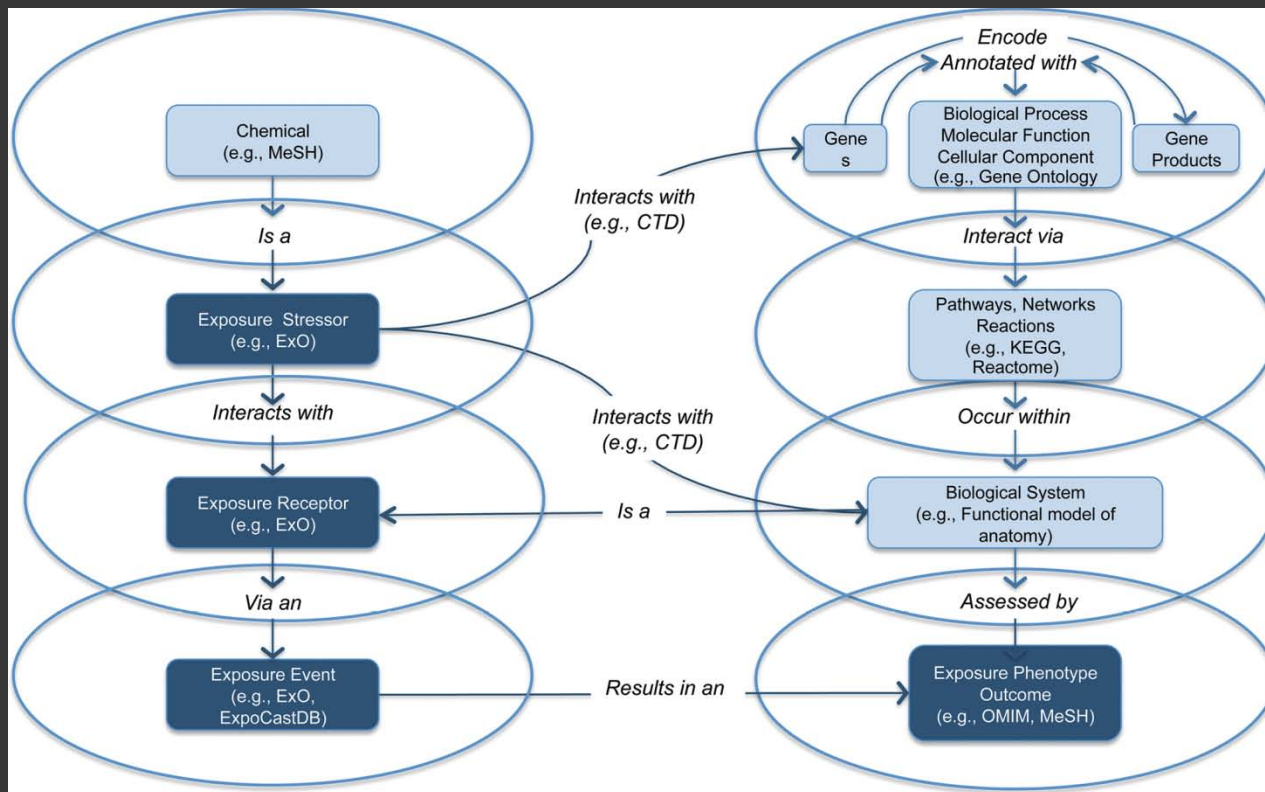 Chemical
(e.g., MeSH)
Is a
Exposure Stressor
(e.g., ExO)
Interacts with
Exposure Receptor
(e.g., ExO)
Via an
Exposure Event
(e.g., ExO,
ExpoCastDB)
Interacts with
(e.g., CTD)
Interacts with
(e.g., CTD)
Is a
Results in an
Encode
Annotated with
Gene
s
Biological Process
Molecular Function
Cellular Component
(e.g., Gene Ontology
Gene
Products
Interact via
Pathways, Networks
Reactions
(e.g., KEGG,
Reactome)
Occur within
Biological System
(e.g., Functional model of
anatomy)
Assessed by
Exposure Phenotype
Outcome
(e.g., OMIM, MeSH)